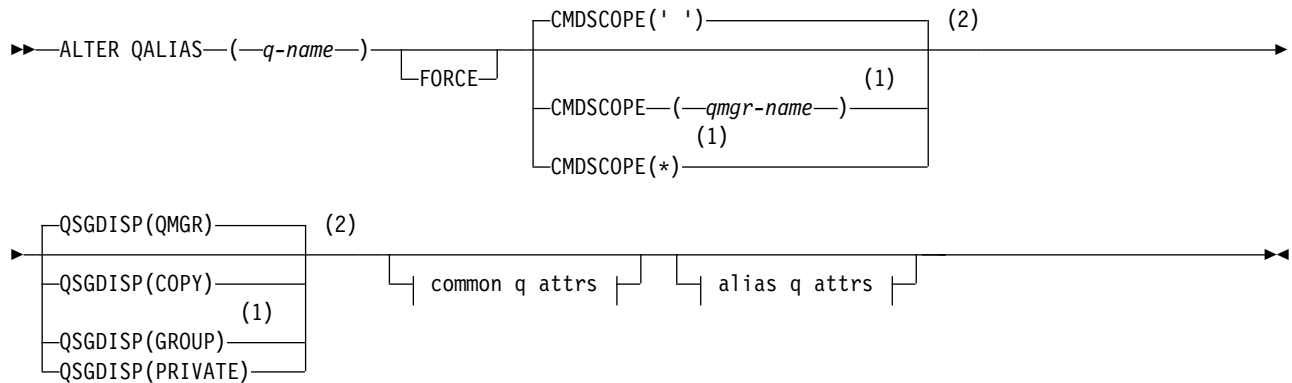 CMDSCOPE(' ') (2)
ALTER QALIAS ( q-name )
FORCE
(1)
CMDSCOPE ( qmgr-name )
(1)
CMDSCOPE(*)
QSGDISP(QMGR) (2)
QSGDISP(COPY)
common q attrs
alias q attrs
(1)
QSGDISP(GROUP)
QSGDISP(PRIVATE)